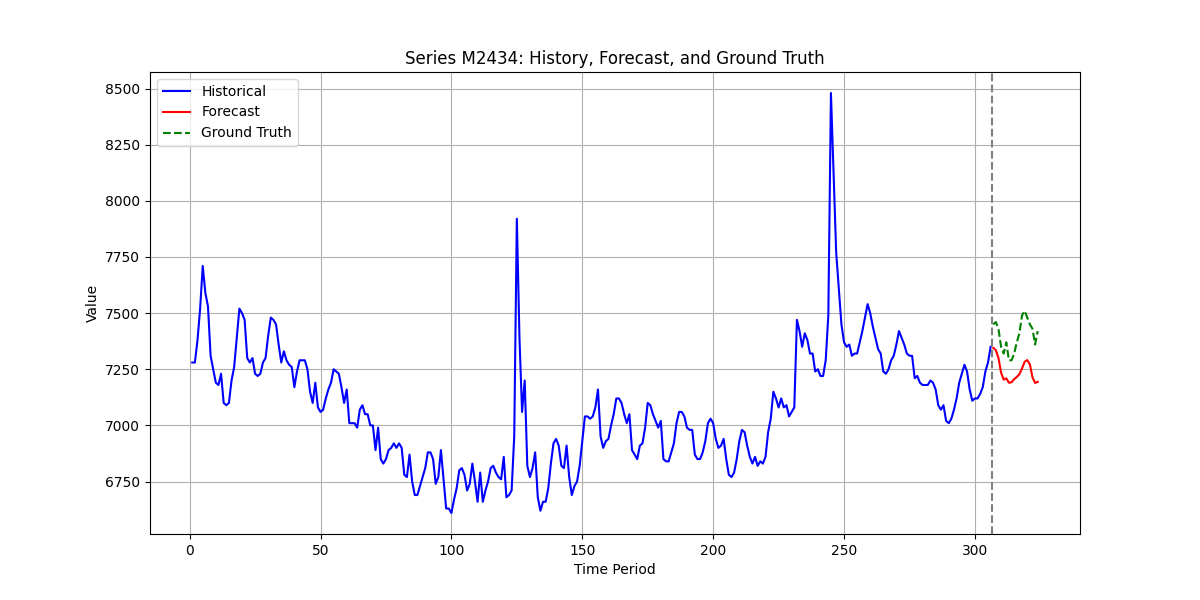 Series M2434: History, Forecast, and Ground Truth
Historical
Forecast
Ground Truth
8500
8250
8000
7750
7500
7250
7000
6750
Value
0 50 100 150 200 250 300
Time Period